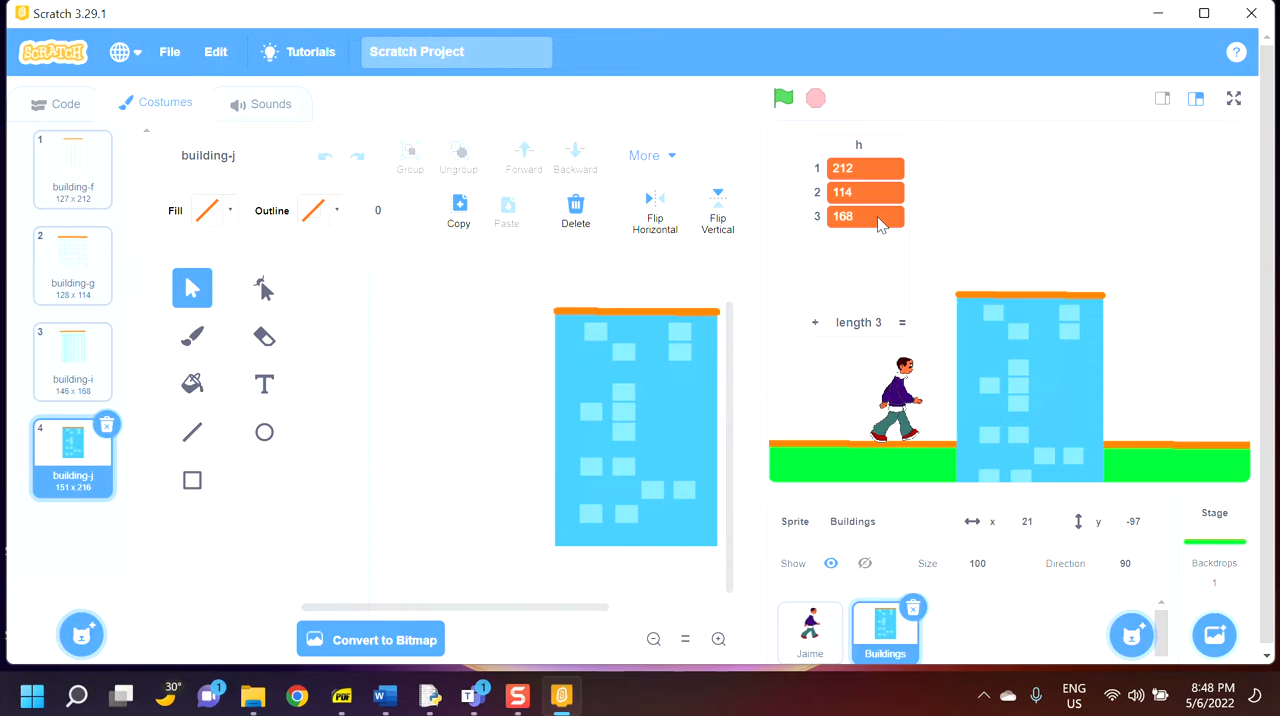 Scratch 3.29.1
SCRATCH File Edit Tutorials Scratch Project ?
Code Costumes Sounds
1
building-f
127 x 212
2
building-g
128 x 114
3
building-i
146 x 168
4
building-j
151 x 216
building-j
Group Ungroup Forward Backward More
Fill Outline 0
Copy Paste Delete Flip Horizontal Flip Vertical
T
Convert to Bitmap
h
1 212
2 114
3 168
+ length 3 =
Sprite Buildings x 21 y -97
Show Size 100 Direction 90
Jaime
Buildings
Stage
Backdrops
1
30° 1 PDF W T 1 S
ENG
US
8:48 PM
5/6/2022